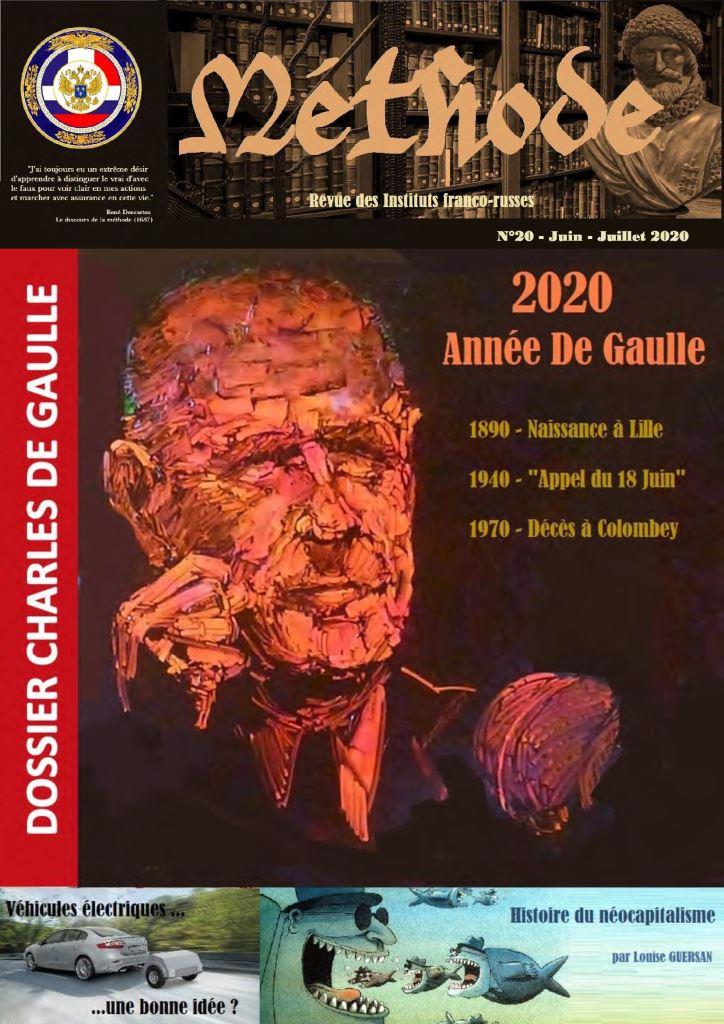 Méthode
"J'ai toujours eu un extrême désir
d'apprendre à distinguer le vrai d'avec
le faux pour voir clair en mes actions
et marcher avec assurance en cette vie."
René Descartes
Le discours de la méthode (1637)
Revue des Instituts franco-russes
N°20 - Juin - Juillet 2020
DOSSIER CHARLES DE GAULLE
2020
Année De Gaulle
1890 - Naissance à Lille
1940 - "Appel du 18 Juin"
1970 - Décès à Colombey
Véhicules électriques ...
...une bonne idée ?
Histoire du néocapitalisme
par Louise GUERSAN